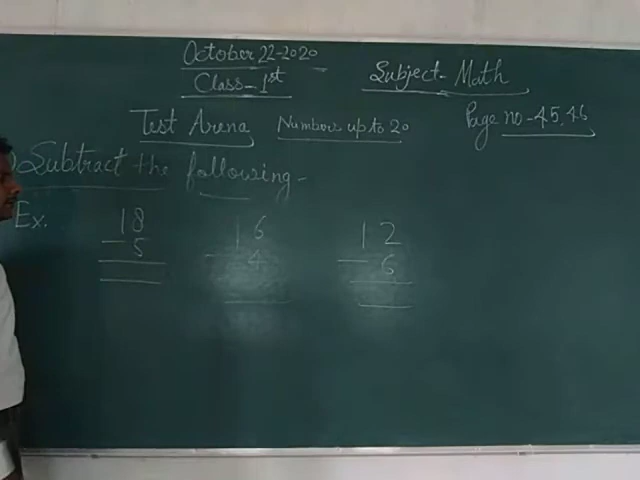 October 22-2020
Class-1st
Subject-Math
Test Arena Numbers up to 20
Page no-45,46
Subtract the following-
Ex. 18 16 12
-5 -4 -6